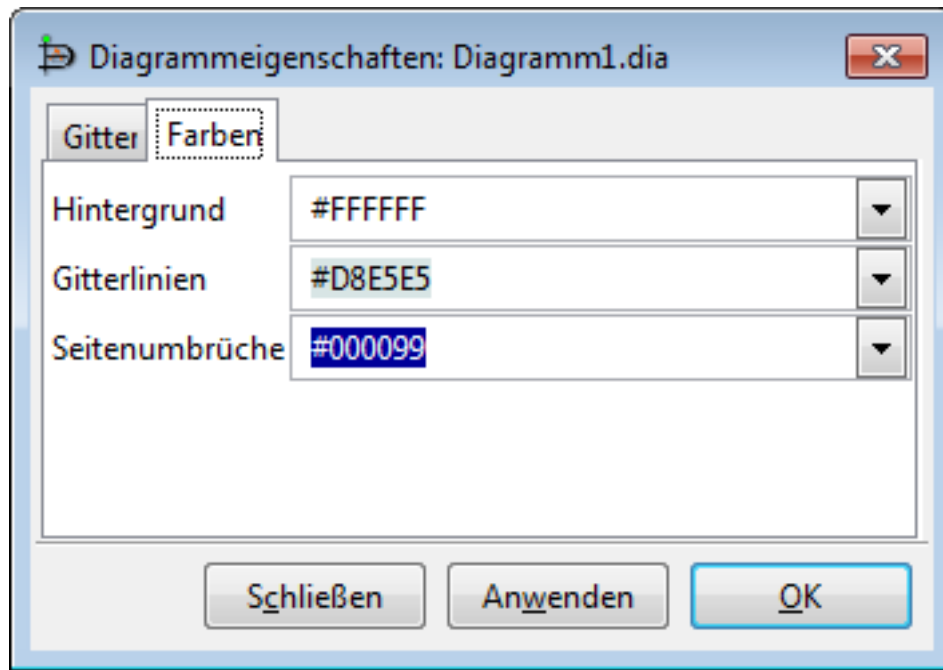 Diagrammeigenschaften: Diagramm1.dia
Gitter Farben
Hintergrund #FFFFFF
Gitterlinien #D8E5E5
Seitenumbrüche #000099
Schließen Anwenden OK